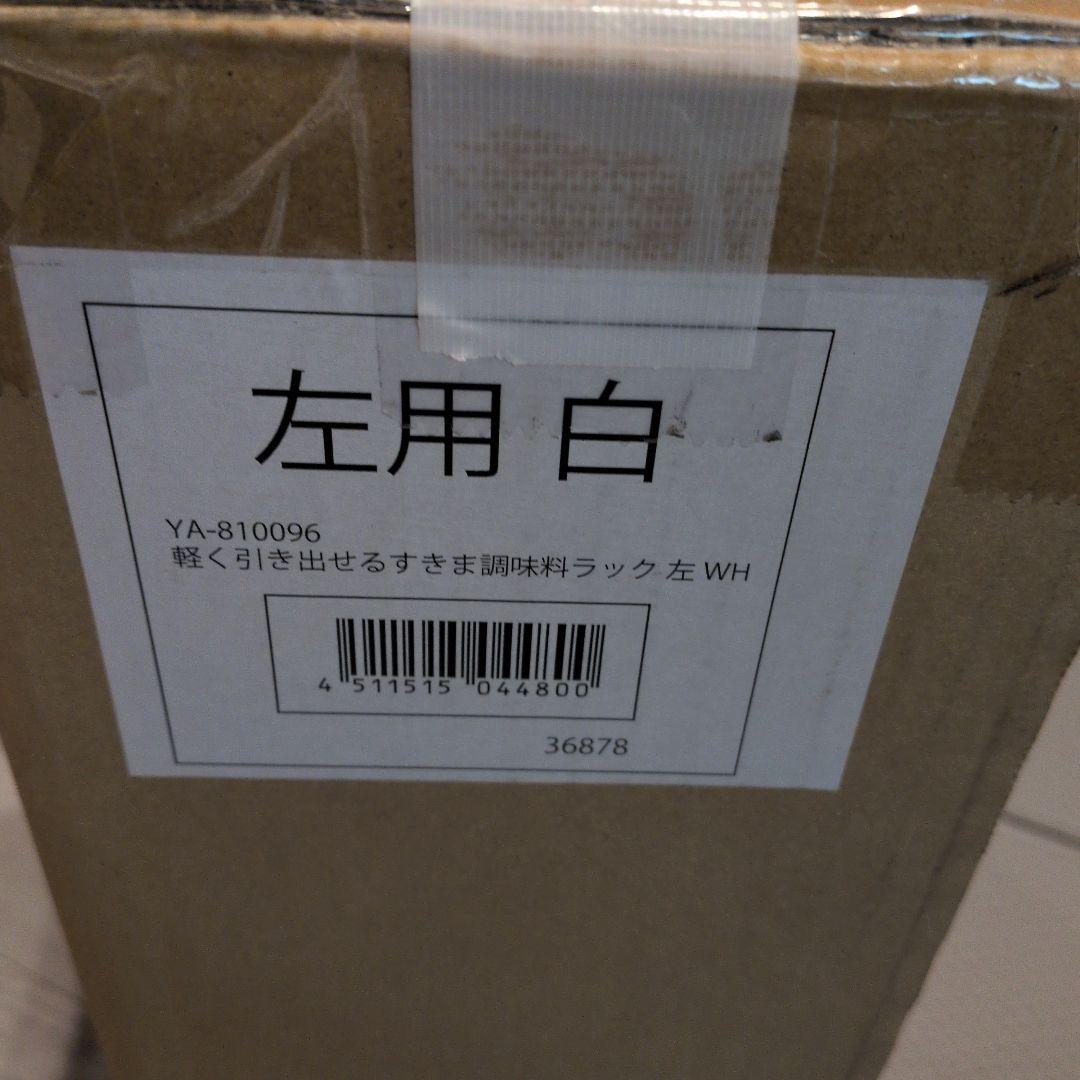 左用 白
YA-810096
軽く引き出せるすきま調味料ラック 左 WH
4 511515 044800
36878